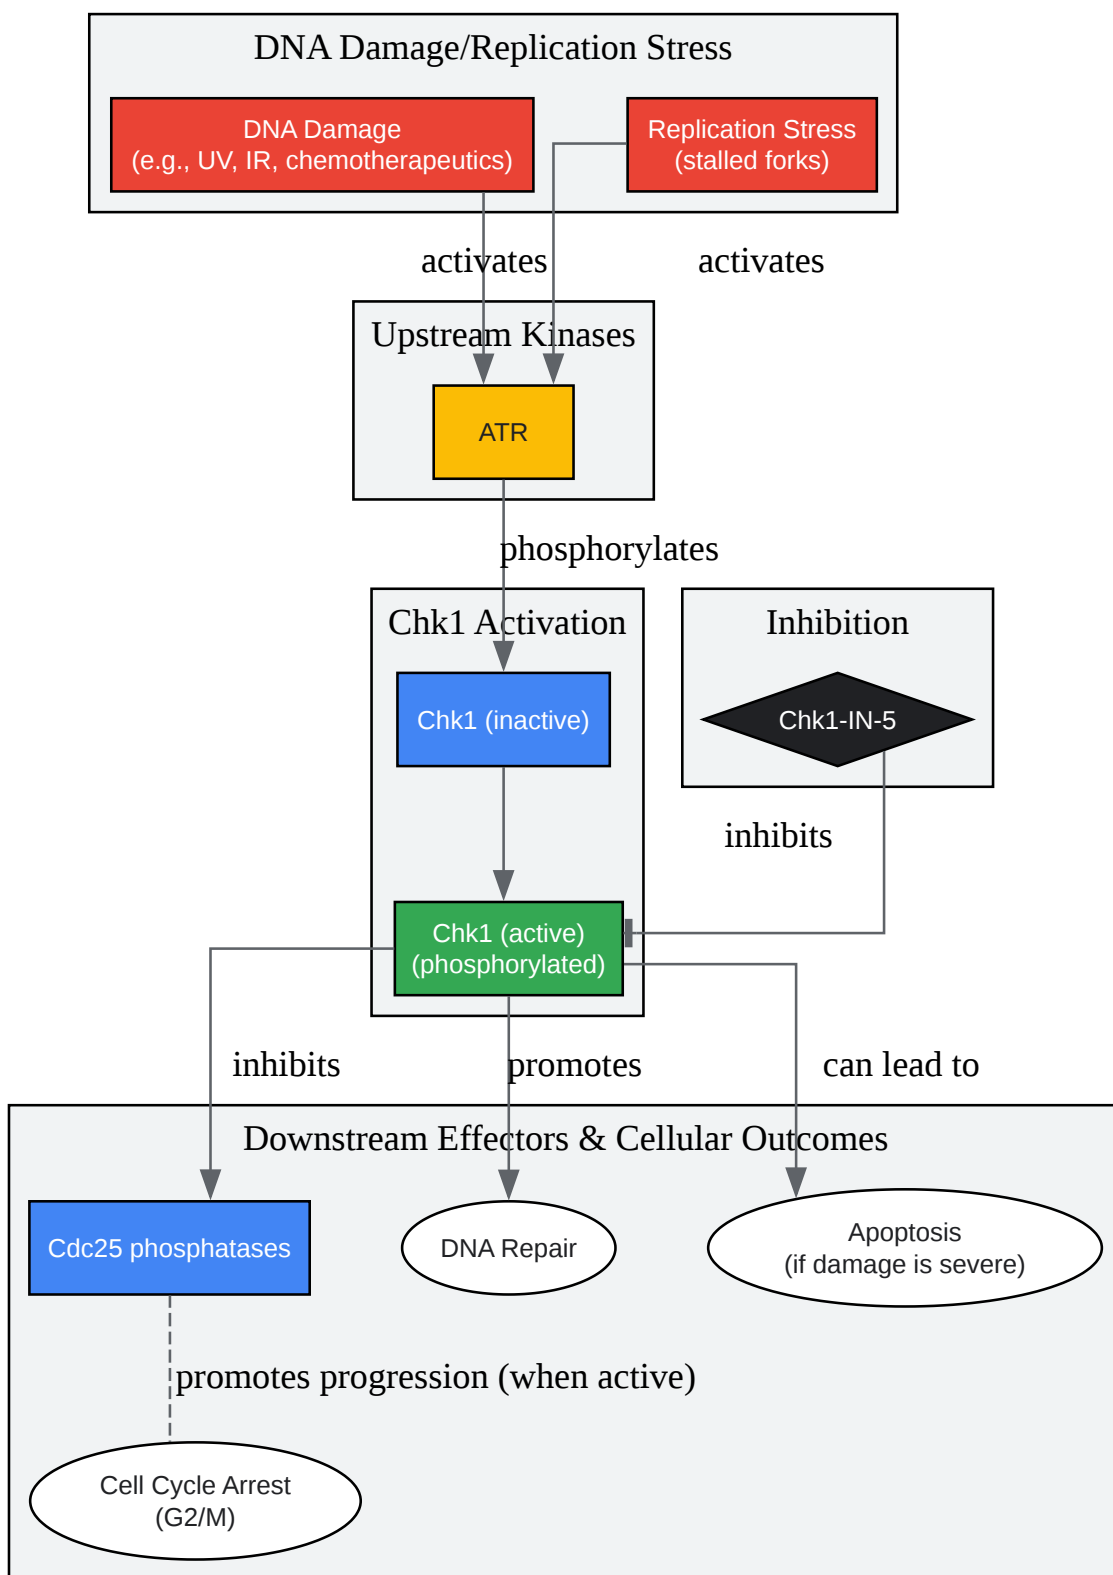 DNA Damage/Replication Stress
DNA Damage
(e.g., UV, IR, chemotherapeutics)
Replication Stress
(stalled forks)
activates
activates
Upstream Kinases
ATR
phosphorylates
Chk1 Activation
Inhibition
Chk1 (inactive)
Chk1-IN-5
inhibits
Chk1 (active)
(phosphorylated)
inhibits
promotes
can lead to
Downstream Effectors & Cellular Outcomes
Cdc25 phosphatases
DNA Repair
Apoptosis
(if damage is severe)
promotes progression (when active)
Cell Cycle Arrest
(G2/M)